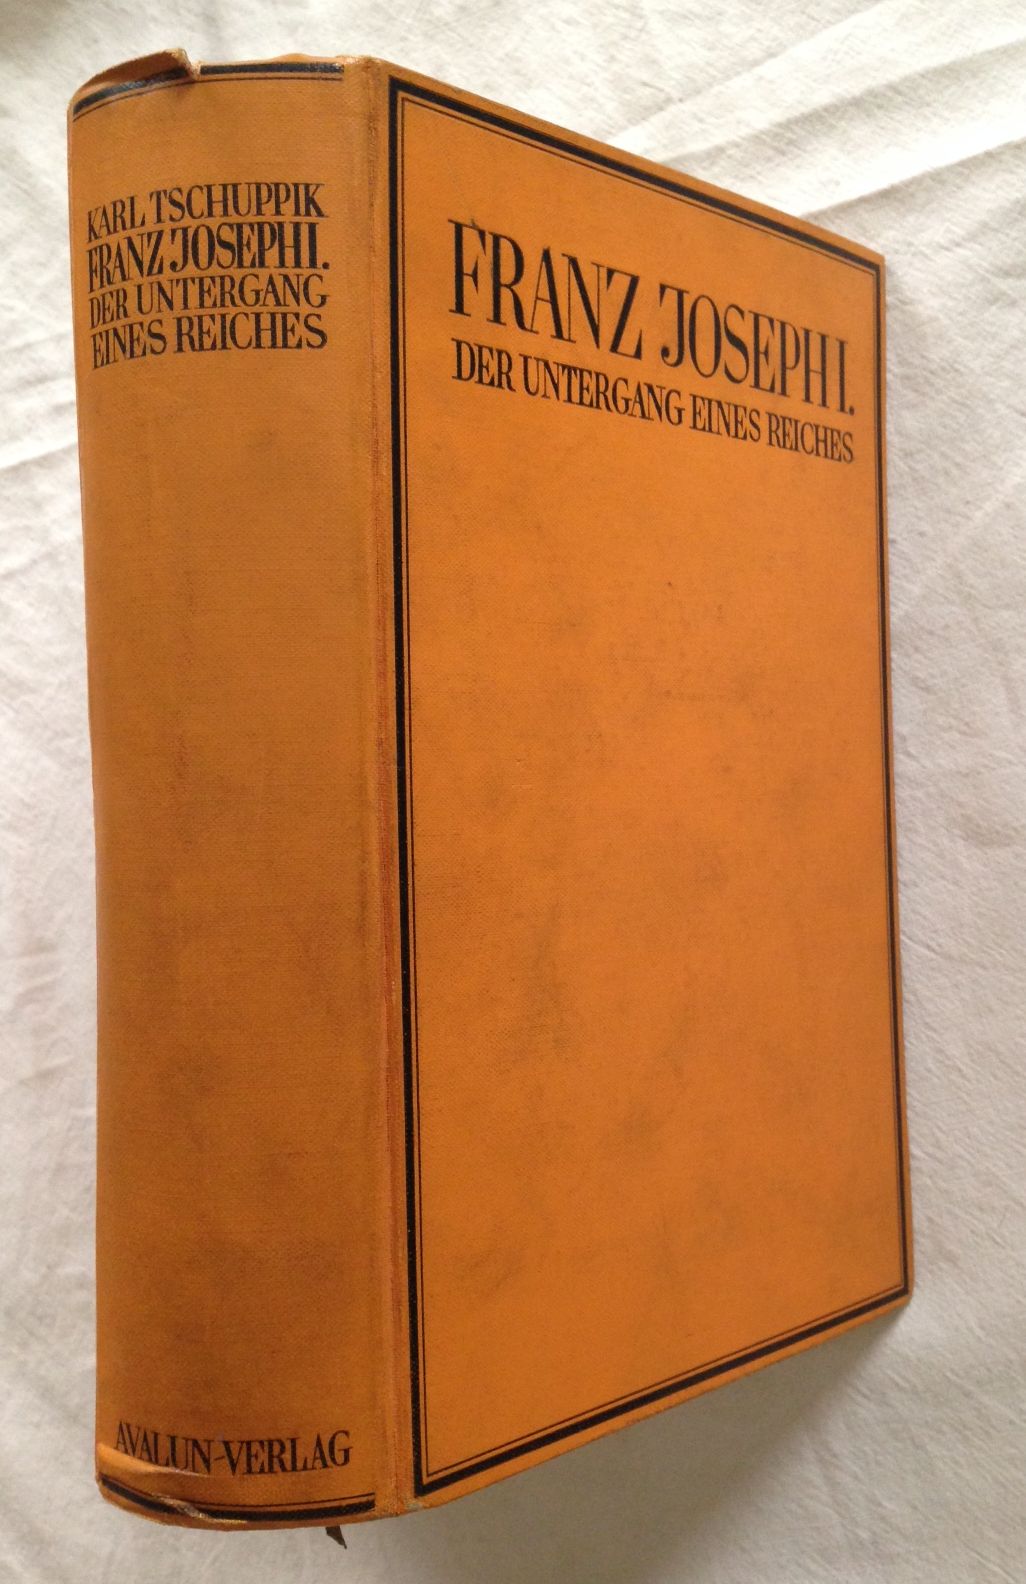 KARL TSCHUPPIK
FRANZ JOSEPH I.
DER UNTERGANG
EINES REICHES
AVALUN-VERLAG
FRANZ JOSEPH I.
DER UNTERGANG EINES REICHES